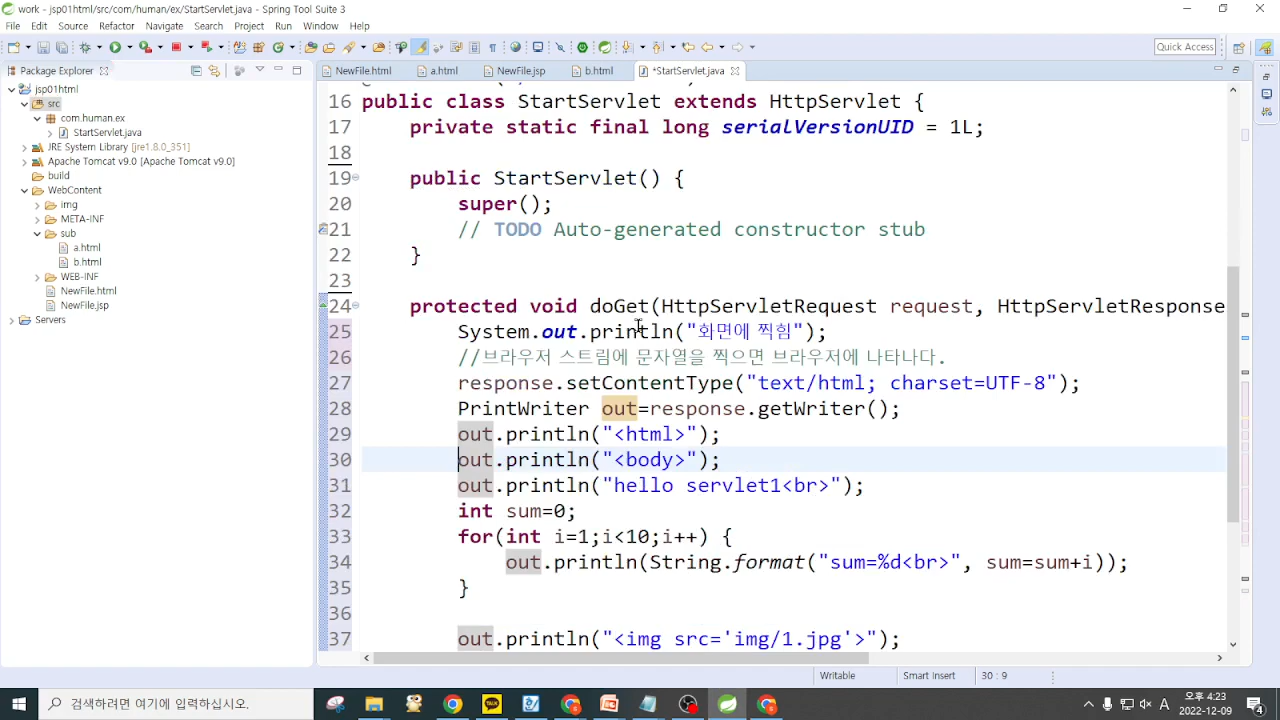 work - jsp01html/src/com/human/ex/StartServlet.java - Spring Tool Suite 3
File Edit Source Refactor Navigate Search Project Run Window Help
Quick Access
Package Explorer
NewFile.html a.html NewFile.jsp b.html *StartServlet.java
jsp01html
src
com.human.ex
StartServlet.java
JRE System Library [jre1.8.0_351]
Apache Tomcat v9.0 [Apache Tomcat v9.0]
build
WebContent
img
META-INF
sub
a.html
b.html
WEB-INF
NewFile.html
NewFile.jsp
Servers
16 public class StartServlet extends HttpServlet {
17 private static final long serialVersionUID = 1L;
18
19 public StartServlet() {
20 super();
21 // TODO Auto-generated constructor stub
22 }
23
24 protected void doGet(HttpServletRequest request, HttpServletResponse
25 System.out.println("화면에 찍힘");
26 //브라우저 스트림에 문자열을 찍으면 브라우저에 나타나다.
27 response.setContentType("text/html; charset=UTF-8");
28 PrintWriter out=response.getWriter();
29 out.println("<html>");
30 out.println("<body>");
31 out.println("hello servlet1<br>");
32 int sum=0;
33 for(int i=1;i<10;i++) {
34 out.println(String.format("sum=%d<br>", sum=sum+i));
35 }
36
37 out.println("<img src='img/1.jpg'>");
Writable Smart Insert 30 : 9
검색하려면 여기에 입력하십시오.
A 오후 4:23
2022-12-09
4